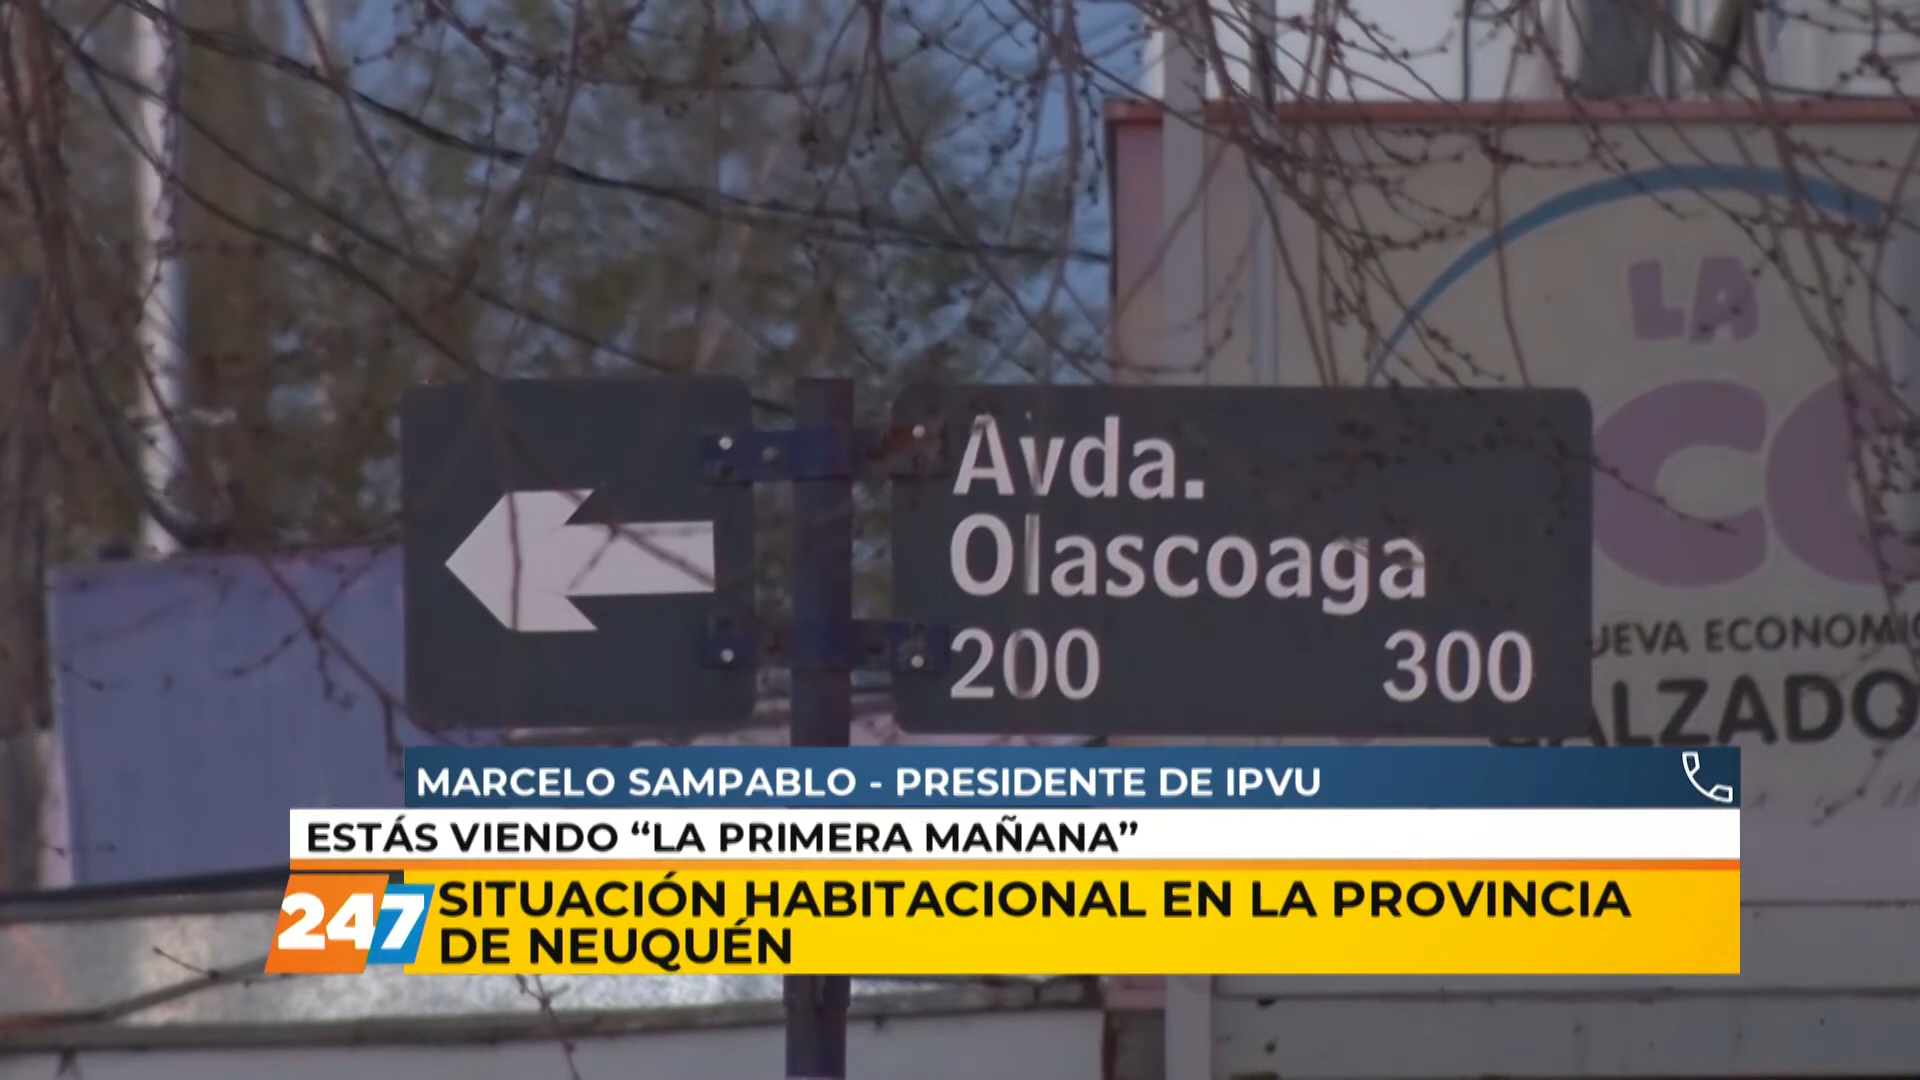 LA
Avda.
Olascoaga
200 300
UEVA ECONOMIC
ALZADO
MARCELO SAMPABLO - PRESIDENTE DE IPVU
ESTÁS VIENDO “LA PRIMERA MAÑANA”
247
SITUACIÓN HABITACIONAL EN LA PROVINCIA
DE NEUQUÉN